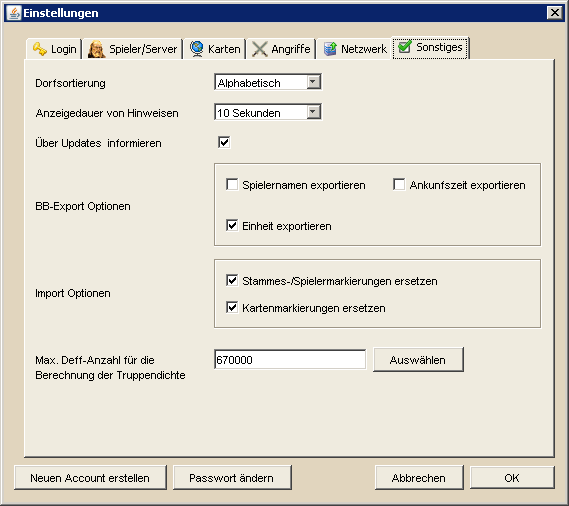 Einstellungen
Login Spieler/Server Karten Angriffe Netzwerk Sonstiges
Dorfsortierung Alphabetisch
Anzeigedauer von Hinweisen 10 Sekunden
Über Updates informieren
BB-Export Optionen
Spielernamen exportieren Ankunfszeit exportieren
Einheit exportieren
Import Optionen
Stammes-/Spielermarkierungen ersetzen
Kartenmarkierungen ersetzen
Max. Deff-Anzahl für die
Berechnung der Truppendichte
670000 Auswählen
Neuen Account erstellen Passwort ändern Abbrechen OK